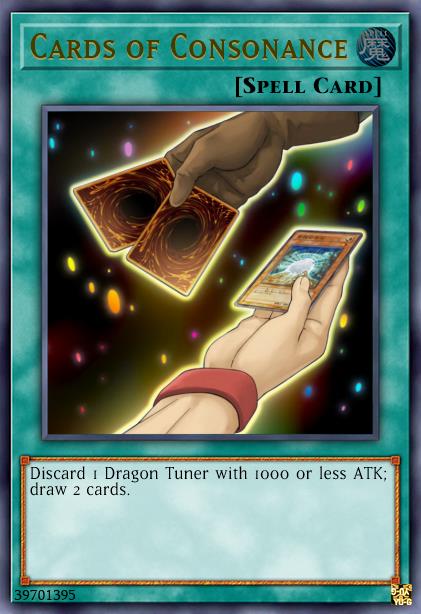 CARDS OF CONSONANCE
魔
[SPELL CARD]
Discard 1 Dragon Tuner with 1000 or less ATK;
draw 2 cards.
39701395